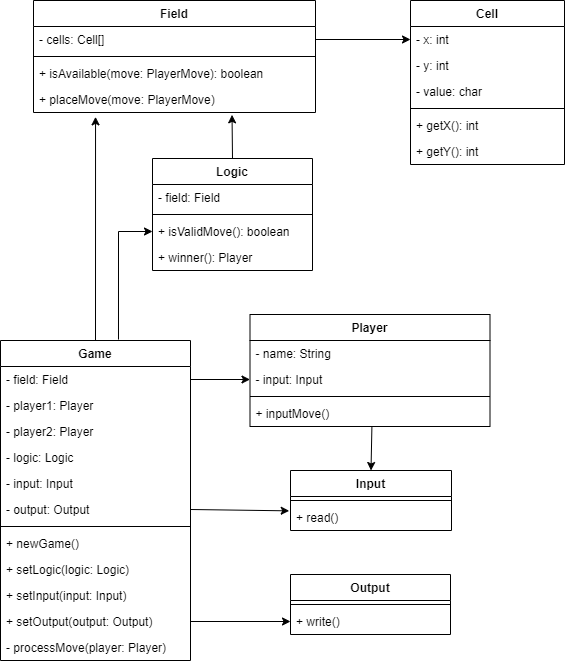 Field
- cells: Cell[]
+ isAvailable(move: PlayerMove): boolean
+ placeMove(move: PlayerMove)
Cell
- x: int
- y: int
- value: char
+ getX(): int
+ getY(): int
Logic
- field: Field
+ isValidMove(): boolean
+ winner(): Player
Game
- field: Field
- player1: Player
- player2: Player
- logic: Logic
- input: Input
- output: Output
+ newGame()
+ setLogic(logic: Logic)
+ setInput(input: Input)
+ setOutput(output: Output)
- processMove(player: Player)
Player
- name: String
- input: Input
+ inputMove()
Input
+ read()
Output
+ write()